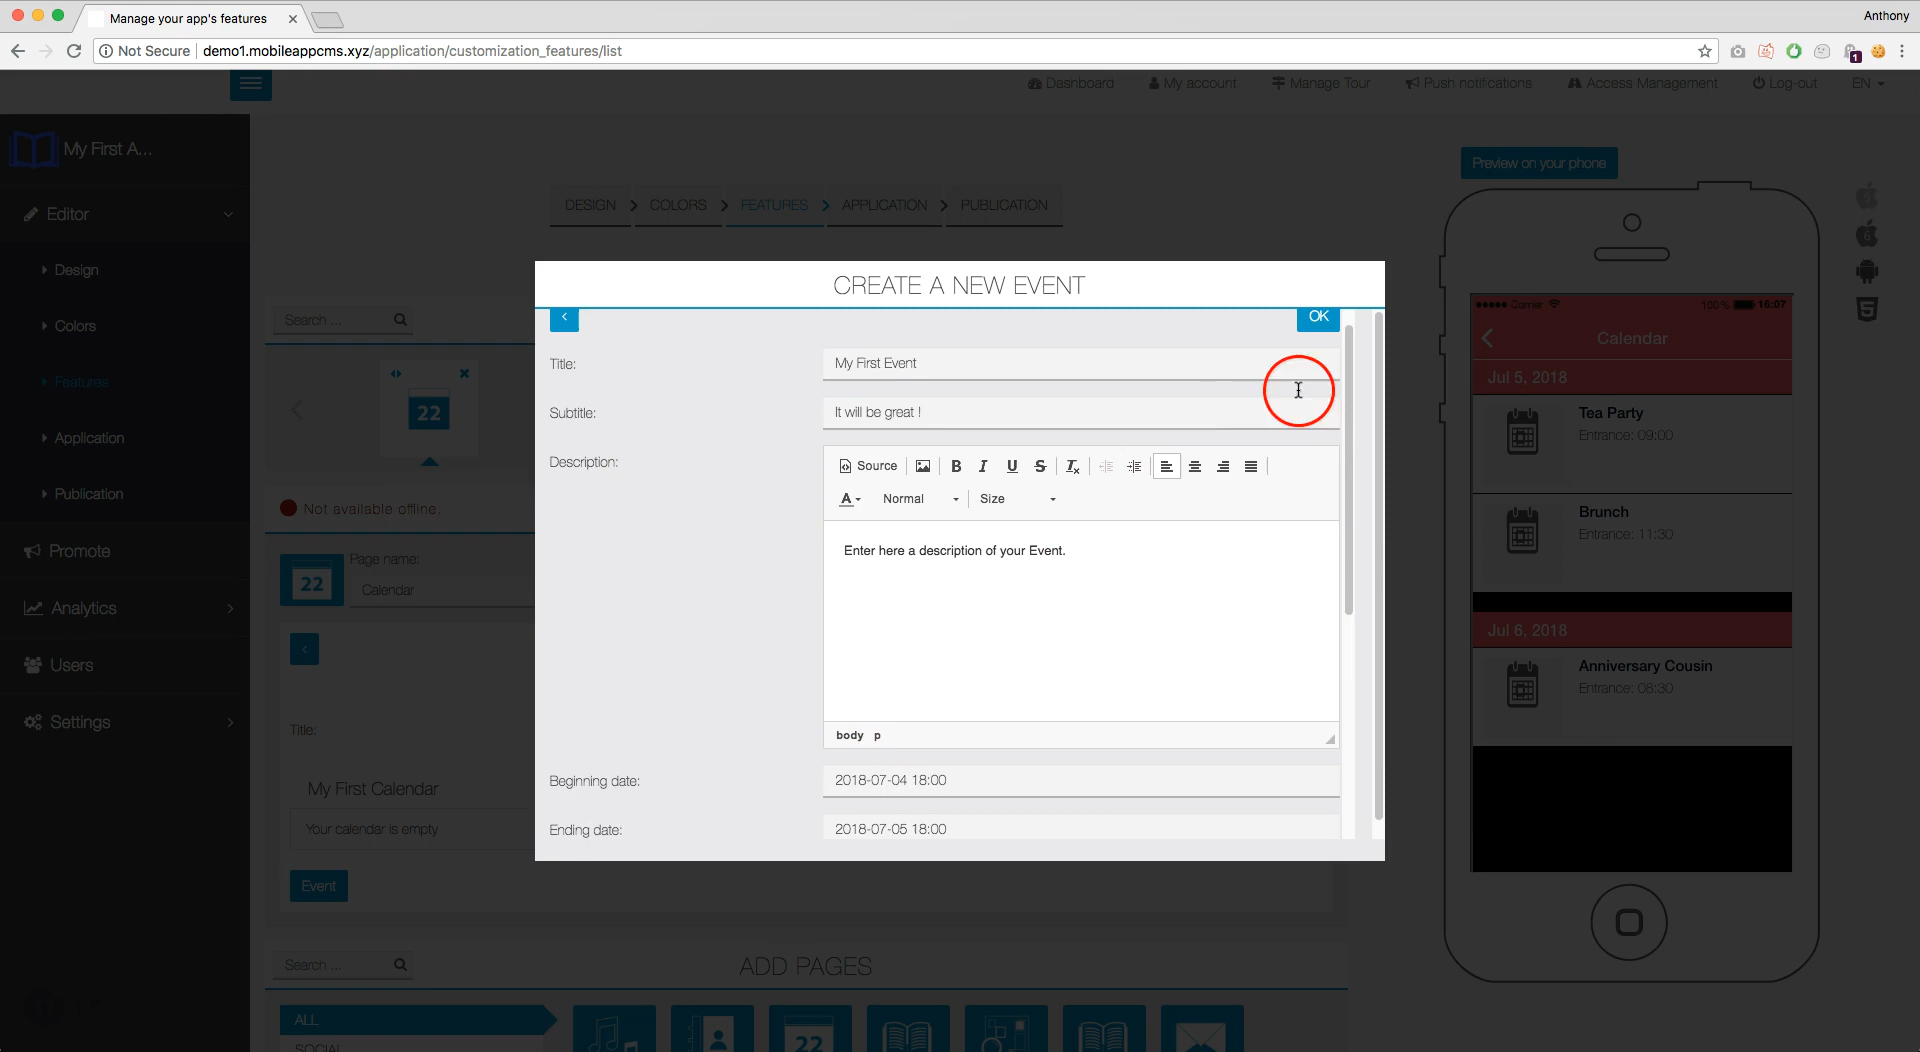 Manage your app's features
Anthony
Not Secure
demo1.mobileappcms.xyz/application/customization_features/list
1
Dashboard
My account
Manage Tour
Push notifications
Access Management
Log-out
EN
My First A...
Editor
Design
Colors
Features
Application
Publication
Promote
Analytics
Users
Settings
DESIGN
COLORS
FEATURES
APPLICATION
PUBLICATION
Search ...
22
Not available offline.
22
Page name:
Calendar
Title:
My First Calendar
Your calendar is empty
Event
CREATE A NEW EVENT
OK
Title:
My First Event
Subtitle:
It will be great !
Description:
Source
B I U S
A
Normal
Size
Enter here a description of your Event.
body p
Beginning date:
2018-07-04 18:00
Ending date:
2018-07-05 18:00
Search ...
ADD PAGES
ALL
SOCIAL
22
Preview on your phone
6
5
Carrier
100 %
16:07
Calendar
Jul 5, 2018
Tea Party
Entrance: 09:00
Brunch
Entrance: 11:30
Jul 6, 2018
Anniversary Cousin
Entrance: 08:30